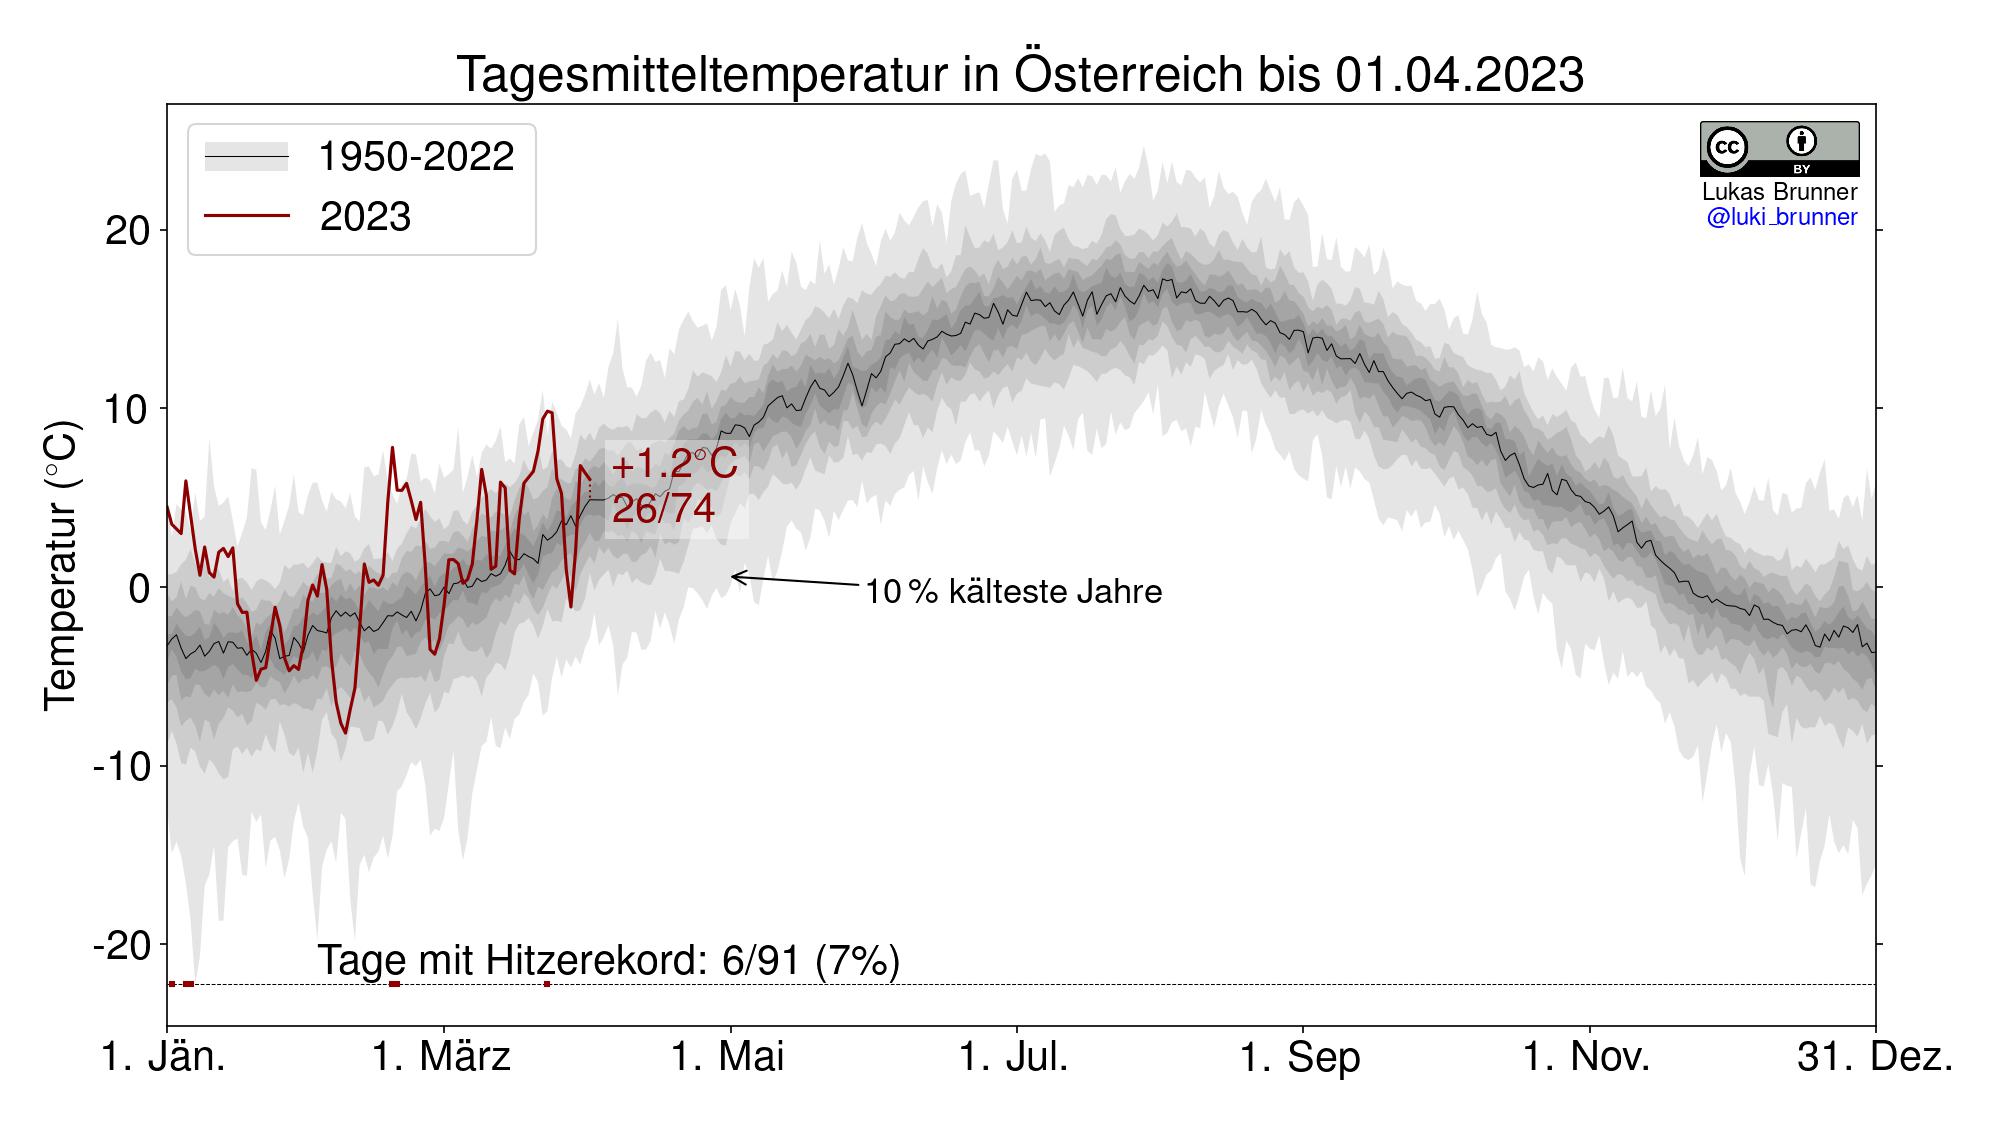 Tagesmitteltemperatur in Österreich bis 01.04.2023
1950-2022
2023
cc
BY
Lukas Brunner
@luki_brunner
Temperatur (°C)
20
10
0
-10
-20
+1.2°C
26/74
10 % kälteste Jahre
Tage mit Hitzerekord: 6/91 (7%)
1. Jän.
1. März
1. Mai
1. Jul.
1. Sep
1. Nov.
31. Dez.